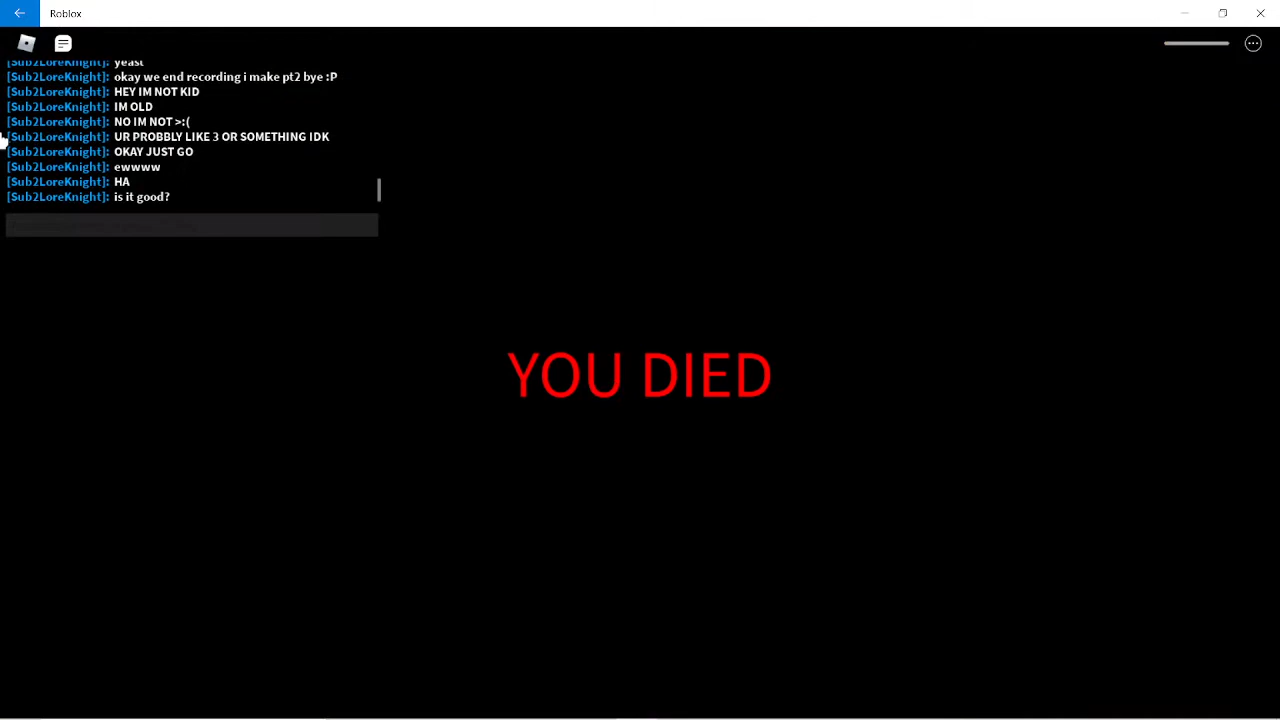 Roblox
[Sub2LoreKnight]: yeast
[Sub2LoreKnight]: okay we end recording i make pt2 bye :P
[Sub2LoreKnight]: HEY IM NOT KID
[Sub2LoreKnight]: IM OLD
[Sub2LoreKnight]: NO IM NOT >:(
[Sub2LoreKnight]: UR PROBBLY LIKE 3 OR SOMETHING IDK
[Sub2LoreKnight]: OKAY JUST GO
[Sub2LoreKnight]: ewwww
[Sub2LoreKnight]: HA
[Sub2LoreKnight]: is it good?
YOU DIED